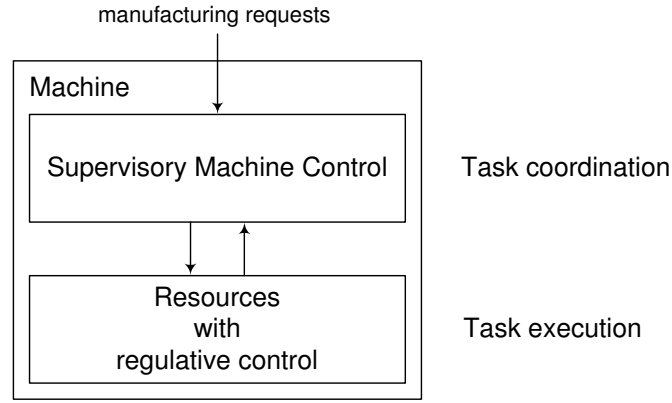 manufacturing requests
Machine
Supervisory Machine Control
Task coordination
Resources
with
regulative control
Task execution